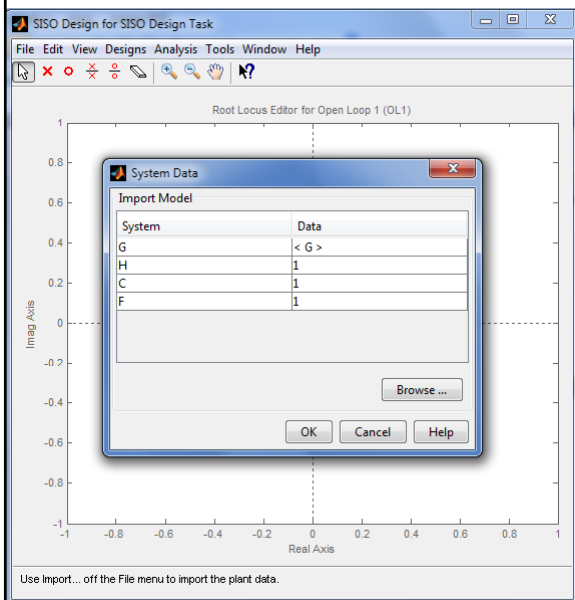 SISO Design for SISO Design Task
File Edit View Designs Analysis Tools Window Help
Root Locus Editor for Open Loop 1 (OL1)
1
0.8
0.6
0.4
0.2
0
-0.2
-0.4
-0.6
-0.8
-1
Imag Axis
System Data
Import Model
System Data
G < G >
H 1
C 1
F 1
Browse ...
OK Cancel Help
-1 -0.8 -0.6 -0.4 -0.2 0 0.2 0.4 0.6 0.8 1
Real Axis
Use Import... off the File menu to import the plant data.